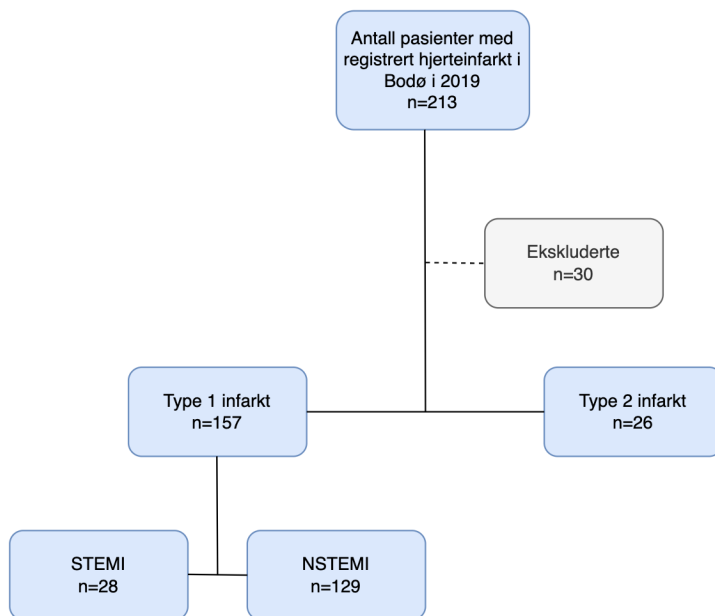 Antall pasienter med
registrert hjerteinfarkt i
Bodø i 2019
n=213
Ekskluderte
n=30
Type 1 infarkt
n=157
Type 2 infarkt
n=26
STEMI
n=28
NSTEMI
n=129